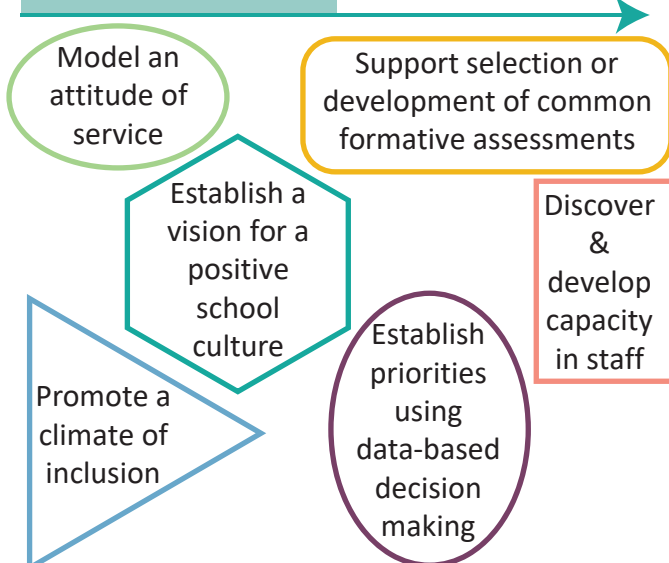 Model an
attitude of
service
Support selection or
development of common
formative assessments
Establish a
vision for a
positive
school
culture
Discover
&
develop
capacity
in staff
Promote a
climate of
inclusion
Establish
priorities
using
data-based
decision
making